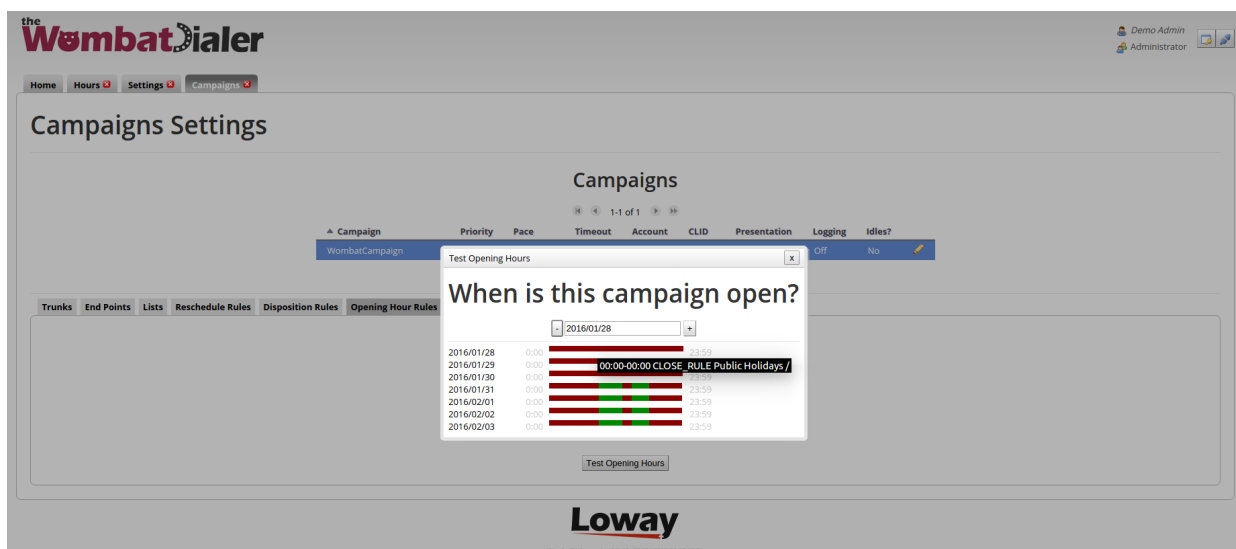 the
WombatDialer
Demo Admin
Administrator
Home Hours Settings Campaigns
Campaigns Settings
Campaigns
1-1 of 1
Campaign Priority Pace Timeout Account CLID Presentation Logging Idles?
WombatCampaign Off No
Test Opening Hours x
When is this campaign open?
- 2016/01/28 +
Trunks End Points Lists Reschedule Rules Disposition Rules Opening Hour Rules
2016/01/28 0:00 23:59
2016/01/29 0:00
00:00-00:00 CLOSE_RULE Public Holidays /
2016/01/30 0:00 23:59
2016/01/31 0:00 23:59
2016/02/01 0:00 23:59
2016/02/02 0:00 23:59
2016/02/03 0:00 23:59
Test Opening Hours
Loway